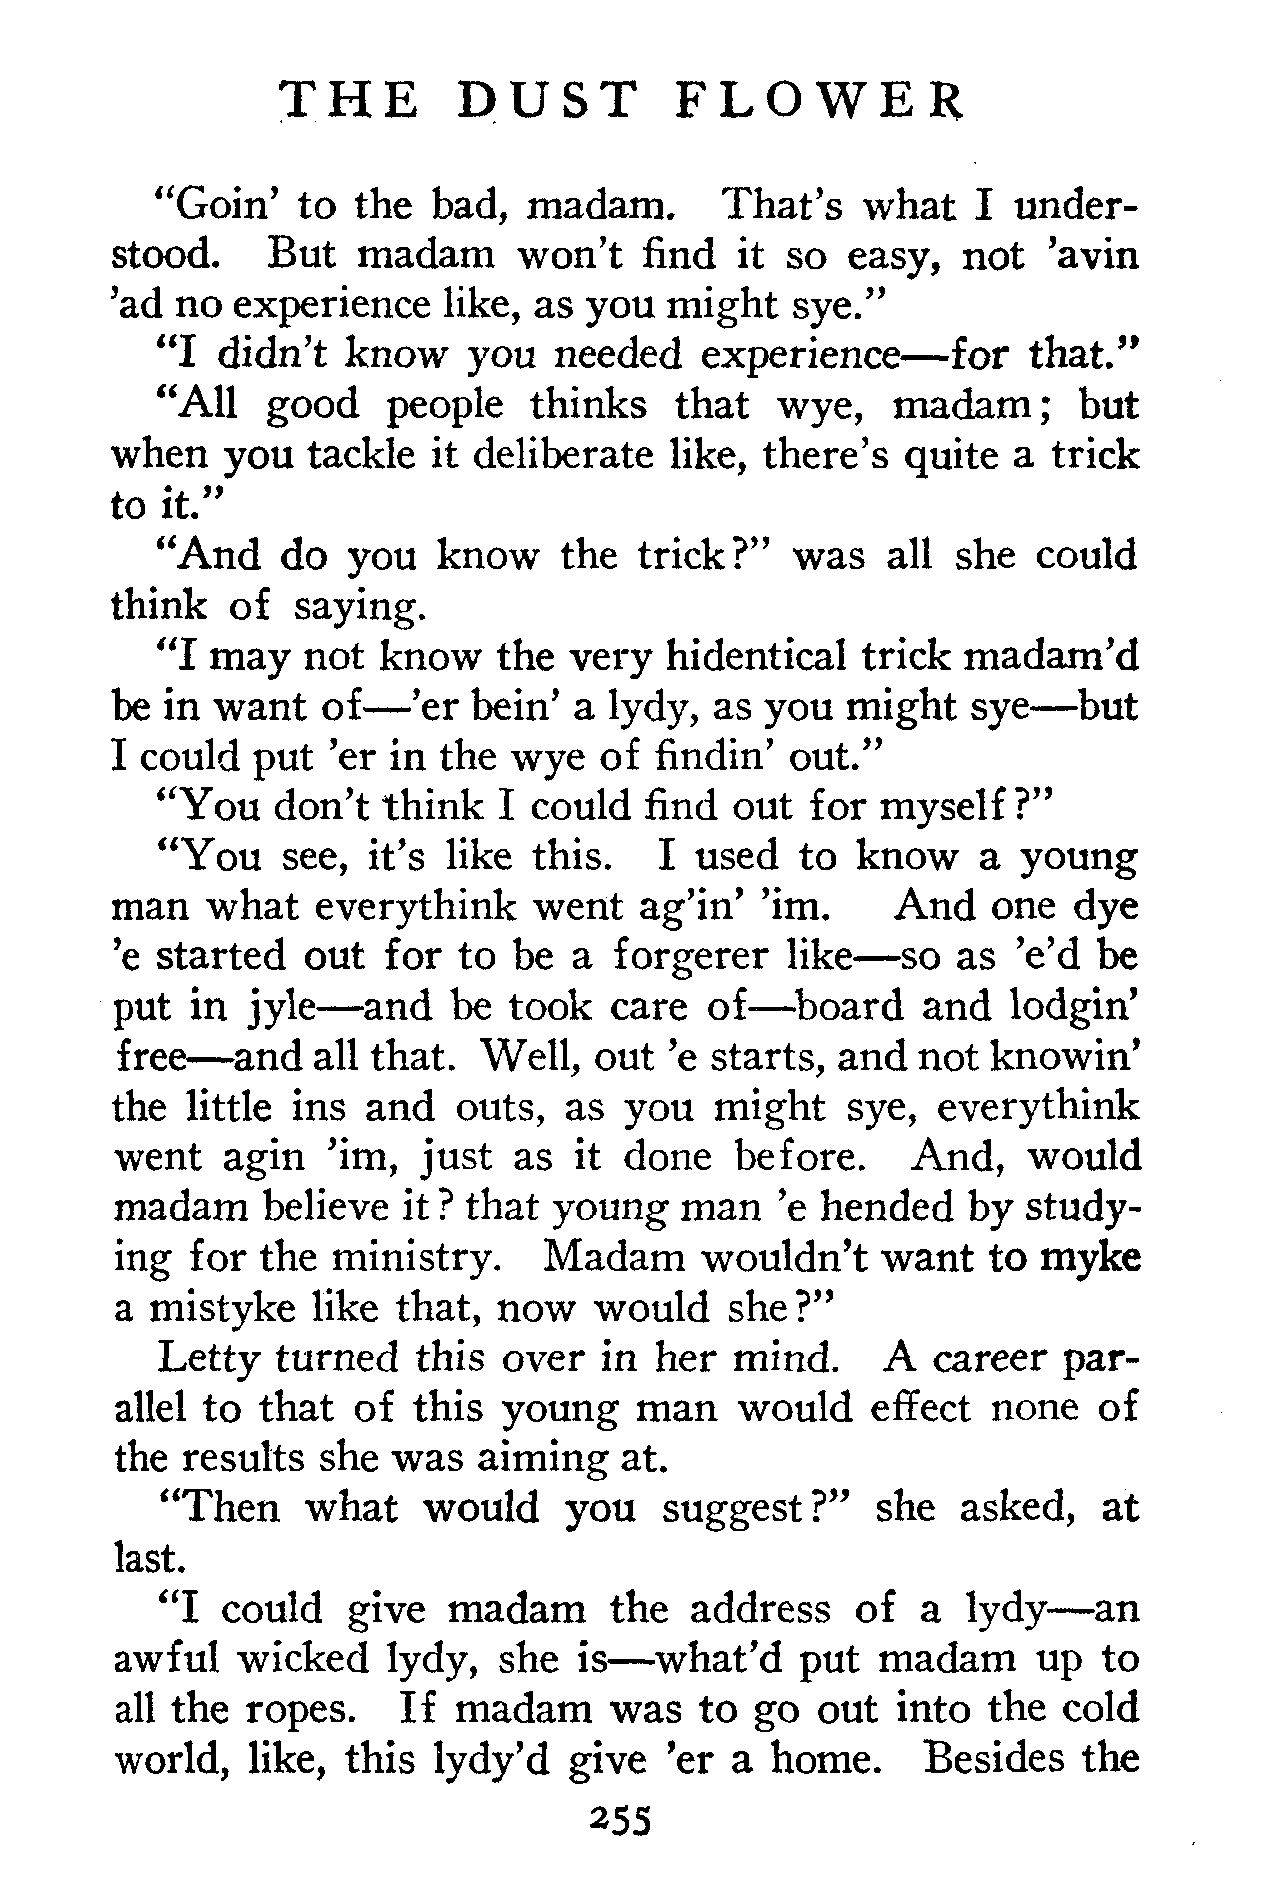 THE DUST FLOWER
"Goin' to the bad, madam. That's what I under-
stood. But madam won't find it so easy, not 'avin
'ad no experience like, as you might sye."
"I didn't know you needed experience—for that."
"All good people thinks that wye, madam; but
when you tackle it deliberate like, there's quite a trick
to it."
"And do you know the trick?" was all she could
think of saying.
"I may not know the very hidentical trick madam'd
be in want of—'er bein' a lydy, as you might sye—but
I could put 'er in the wye of findin' out."
"You don't think I could find out for myself?"
"You see, it's like this. I used to know a young
man what everythink went ag'in' 'im. And one dye
'e started out for to be a forgerer like—so as 'e'd be
put in jyle—and be took care of—board and lodgin'
free—and all that. Well, out 'e starts, and not knowin'
the little ins and outs, as you might sye, everythink
went agin 'im, just as it done before. And, would
madam believe it? that young man 'e hended by study-
ing for the ministry. Madam wouldn't want to myke
a mistyke like that, now would she?"
Letty turned this over in her mind. A career par-
allel to that of this young man would effect none of
the results she was aiming at.
"Then what would you suggest?" she asked, at
last.
"I could give madam the address of a lydy—an
awful wicked lydy, she is—what'd put madam up to
all the ropes. If madam was to go out into the cold
world, like, this lydy'd give 'er a home. Besides the
255